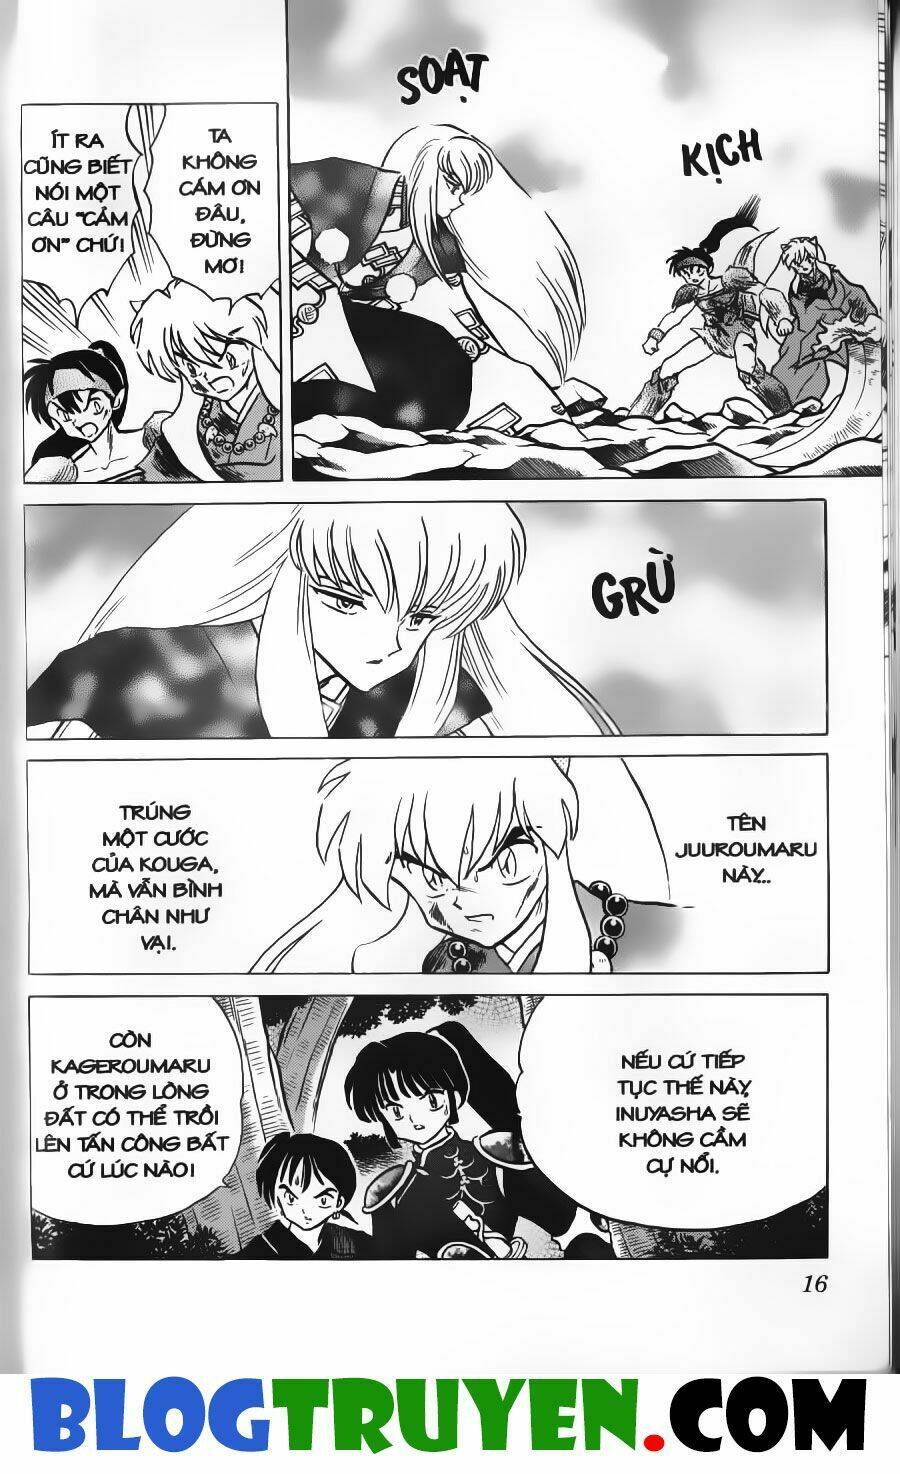 SOẠT
KỊCH
TA
KHÔNG
CÁM ƠN
ĐÂU,
ĐỪNG
MƠ!
ÍT RA
CŨNG BIẾT
NÓI MỘT
CÂU "CẢM
ƠN" CHỨ!
GRỪ
TÊN
JUUROUMARU
NÀY...
TRÚNG
MỘT CƯỚC
CỦA KOUGA,
MÀ VẪN BÌNH
CHÂN NHƯ
VẠI.
NẾU CỨ TIẾP
TỤC THẾ NÀY,
INUYASHA SẼ
KHÔNG CẦM
CỰ NỔI.
CÒN
KAGEROUMARU
Ở TRONG LÒNG
ĐẤT CÓ THỂ TRỒI
LÊN TẤN CÔNG BẤT
CỨ LÚC NÀO!
16
BLOGTRUYEN.COM